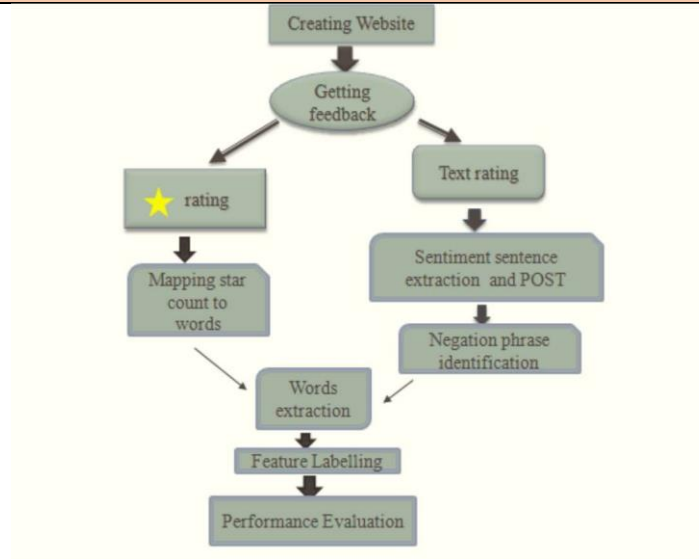 Creating Website
Getting
feedback
rating
Text rating
Mapping star
count to
words
Sentiment sentence
extraction and POST
Negation phrase
identification
Words
extraction
Feature Labelling
Performance Evaluation